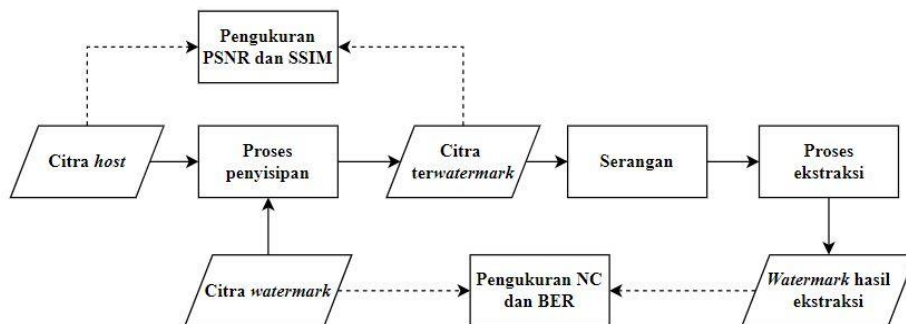 Pengukuran
PSNR dan SSIM
Citra host
Proses
penyisipan
Citra
terwatermark
Serangan
Proses
ekstraksi
Citra watermark
Pengukuran NC
dan BER
Watermark hasil
ekstraksi